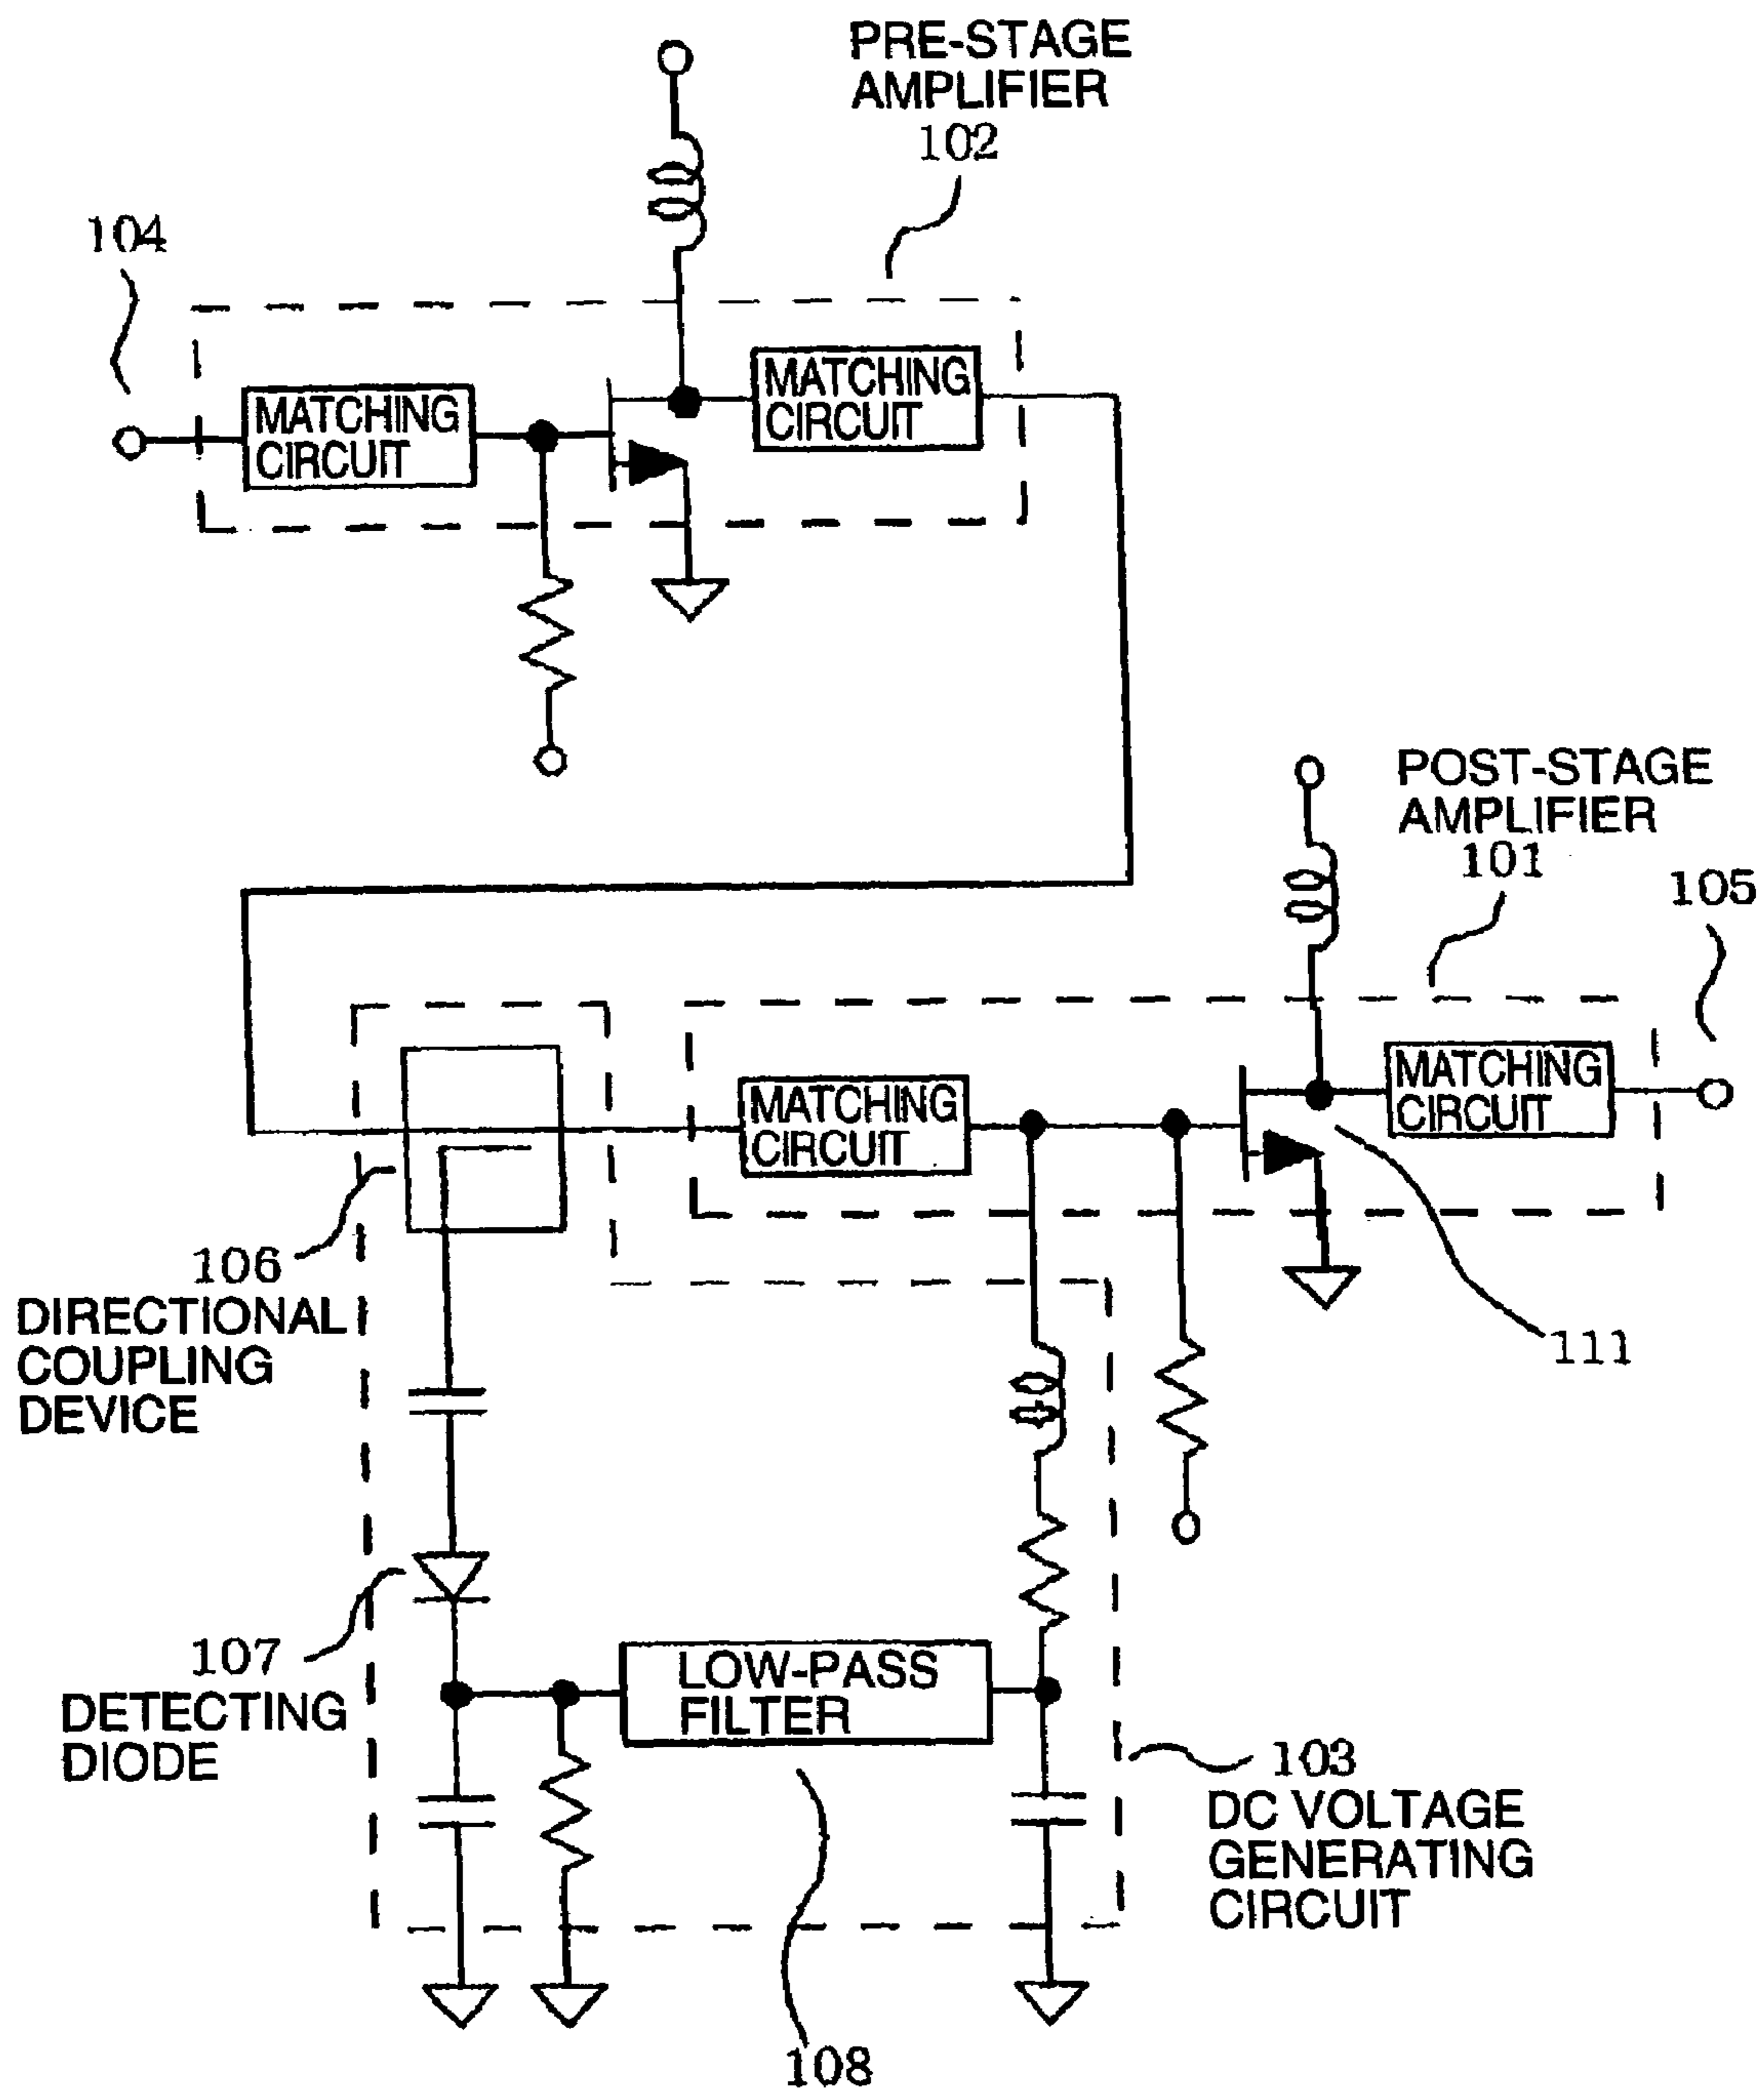 PRE-STAGE
AMPLIFIER
102
104
MATCHING
CIRCUIT
MATCHING
CIRCUIT
POST-STAGE
AMPLIFIER
101
105
MATCHING
CIRCUIT
MATCHING
CIRCUIT
106
DIRECTIONAL
COUPLING
DEVICE
111
107
DETECTING
DIODE
LOW-PASS
FILTER
103
DC VOLTAGE
GENERATING
CIRCUIT
108